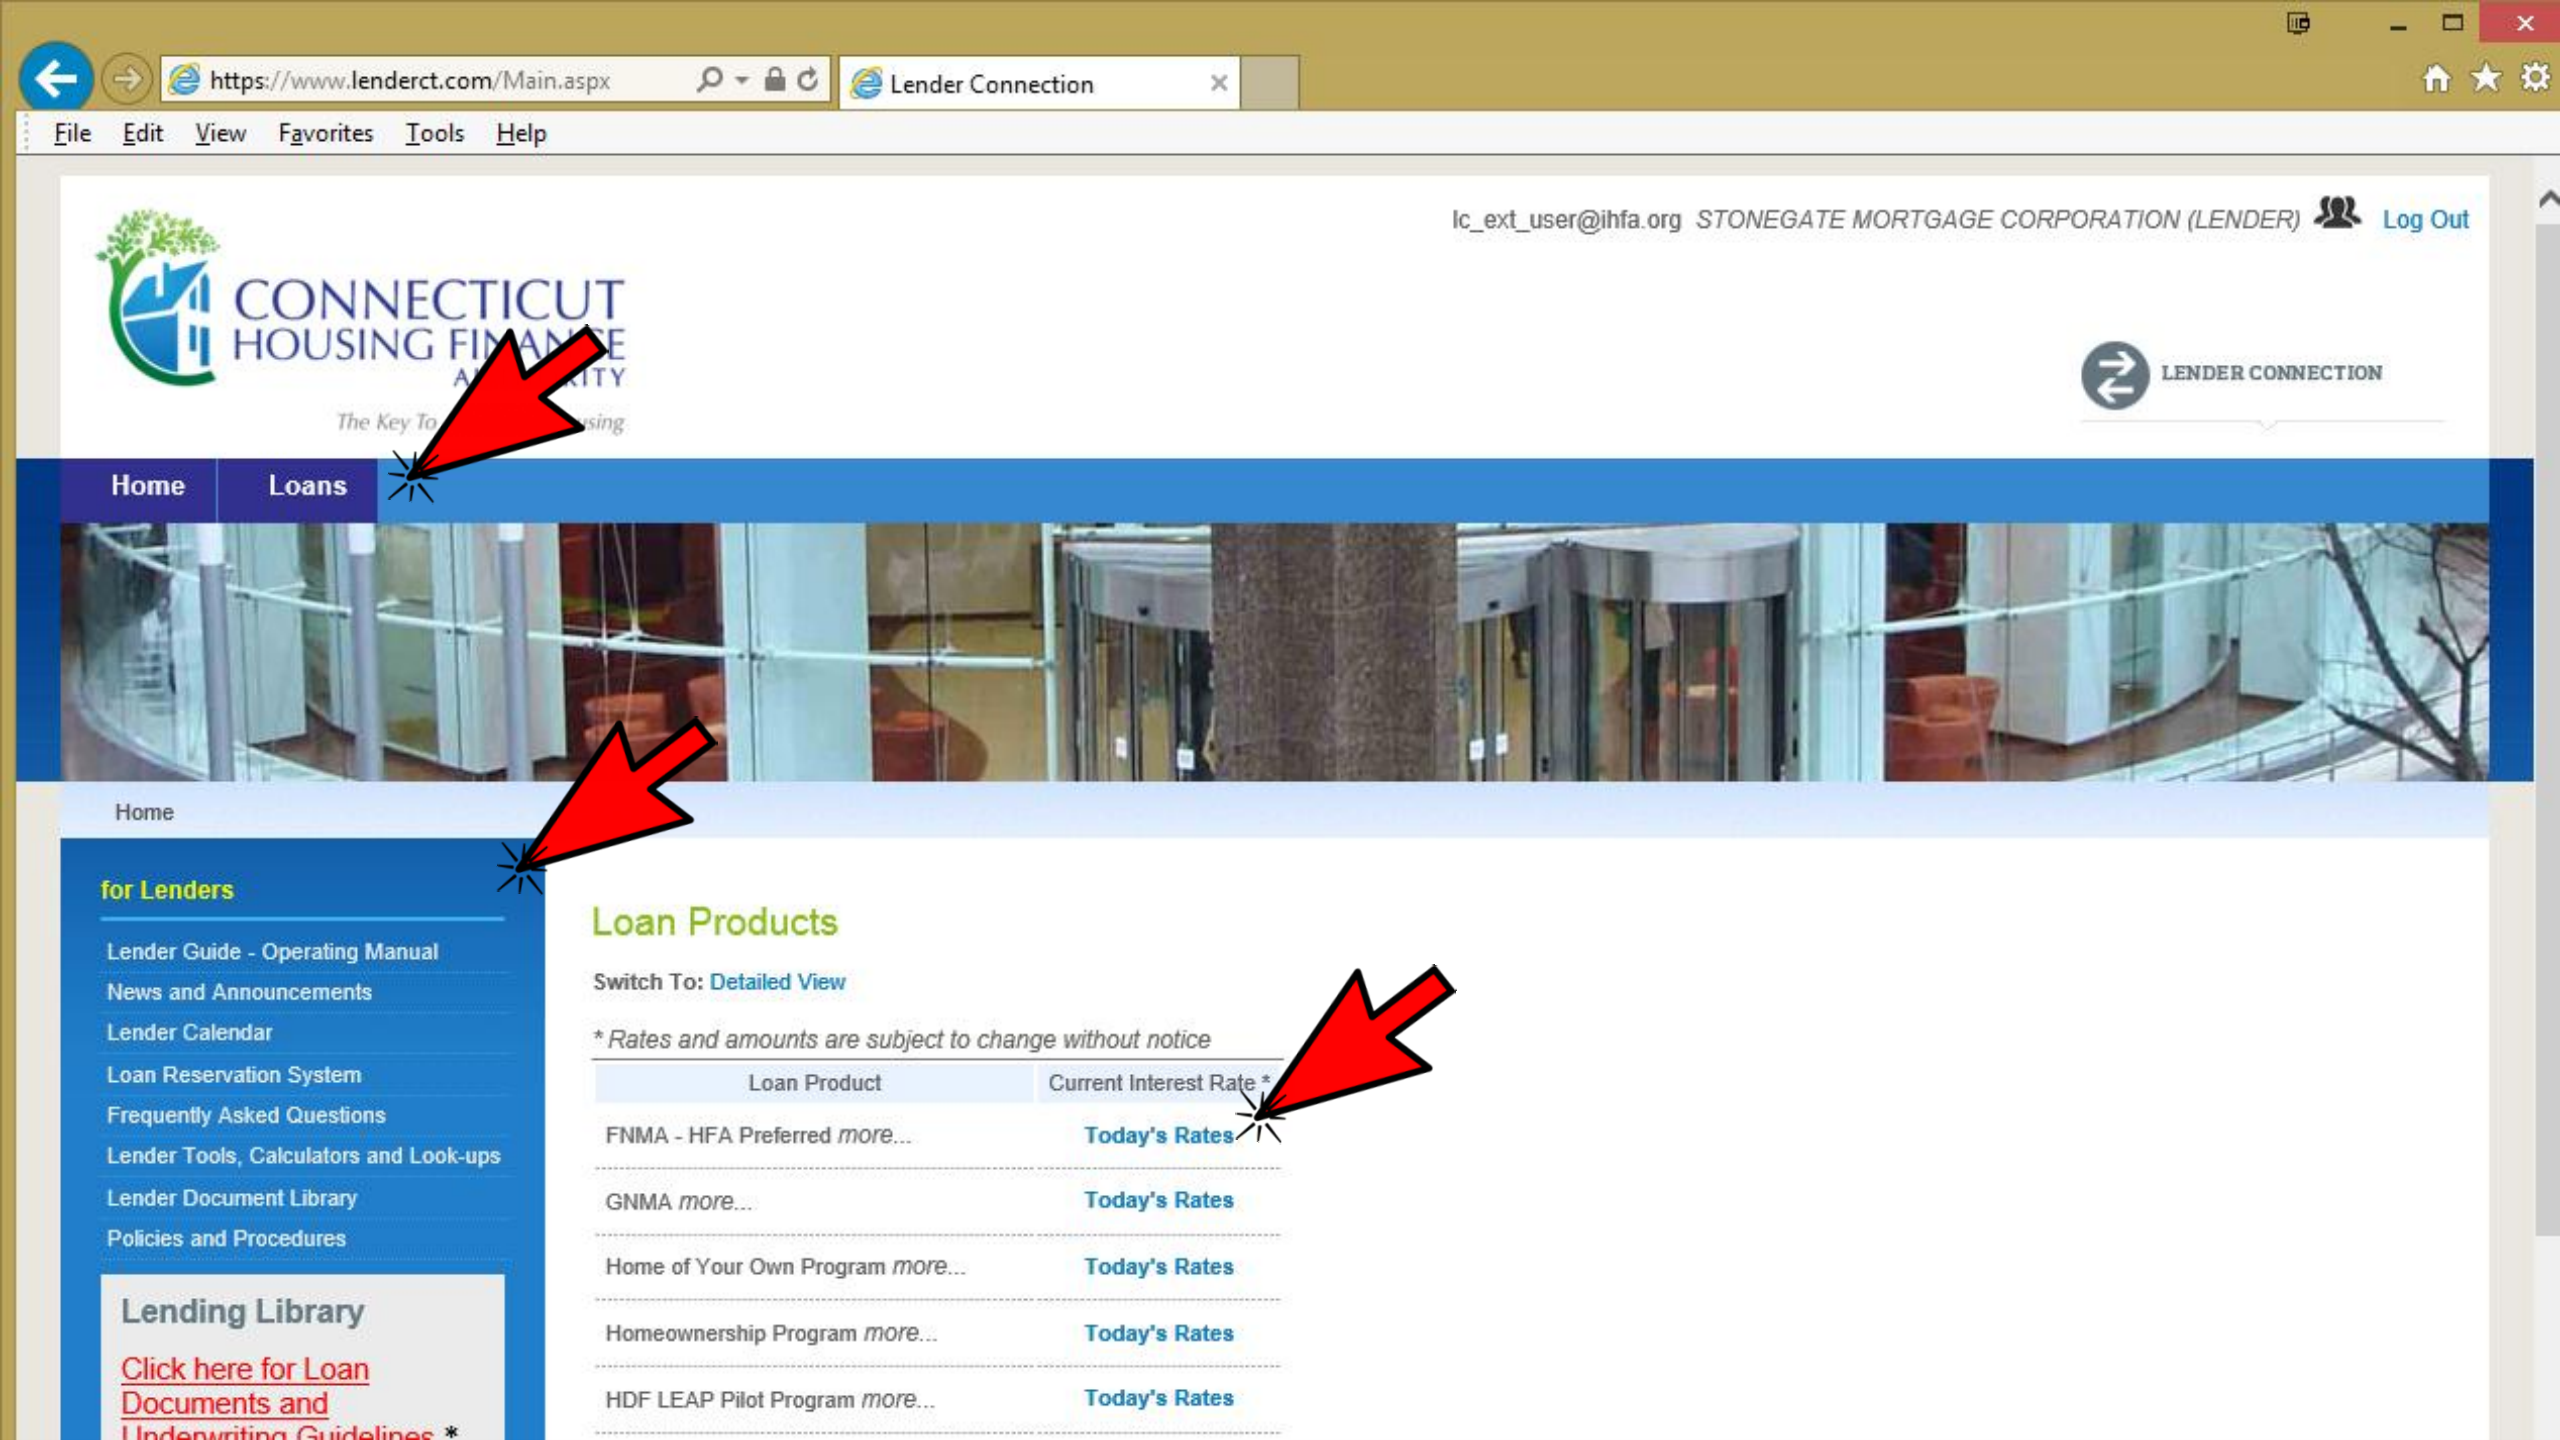 https://www.lenderct.com/Main.aspx
Lender Connection
File Edit View Favorites Tools Help
lc_ext_user@ihfa.org STONEGATE MORTGAGE CORPORATION (LENDER) Log Out
CONNECTICUT
HOUSING
The Key To
LENDER CONNECTION
Home Loans
Home
for Lenders
Lender Guide - Operating Manual
News and Announcements
Lender Calendar
Loan Reservation System
Frequently Asked Questions
Lender Tools, Calculators and Look-ups
Lender Document Library
Policies and Procedures
Lending Library
Click here for Loan
Documents and
Underwriting Guidelines *
Loan Products
Switch To: Detailed View
* Rates and amounts are subject to change without notice
Loan Product Current Interest Rate *
FNMA - HFA Preferred more... Today's Rates
GNMA more... Today's Rates
Home of Your Own Program more... Today's Rates
Homeownership Program more... Today's Rates
HDF LEAP Pilot Program more... Today's Rates